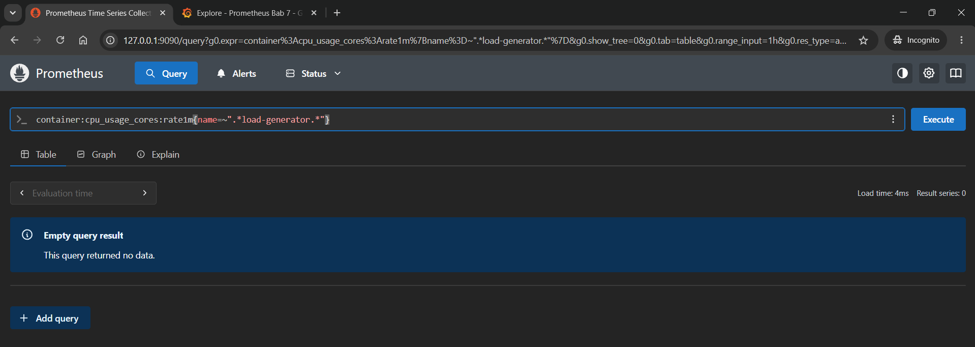 Prometheus Time Series Collect
Explore - Prometheus Bab 7 - G
127.0.0.1:9090/query?g0.expr=container%3Acpu_usage_cores%3Arate1m%7Bname%3D~".*load-generator.*"%7D&g0.show_tree=0&g0.tab=table&g0.range_input=1h&g0.res_type=a...
Incognito
Prometheus
Query
Alerts
Status
>_ container:cpu_usage_cores:rate1m{name=~".*load-generator.*"}
Execute
Table
Graph
Explain
Evaluation time
Load time: 4ms Result series: 0
Empty query result
This query returned no data.
Add query